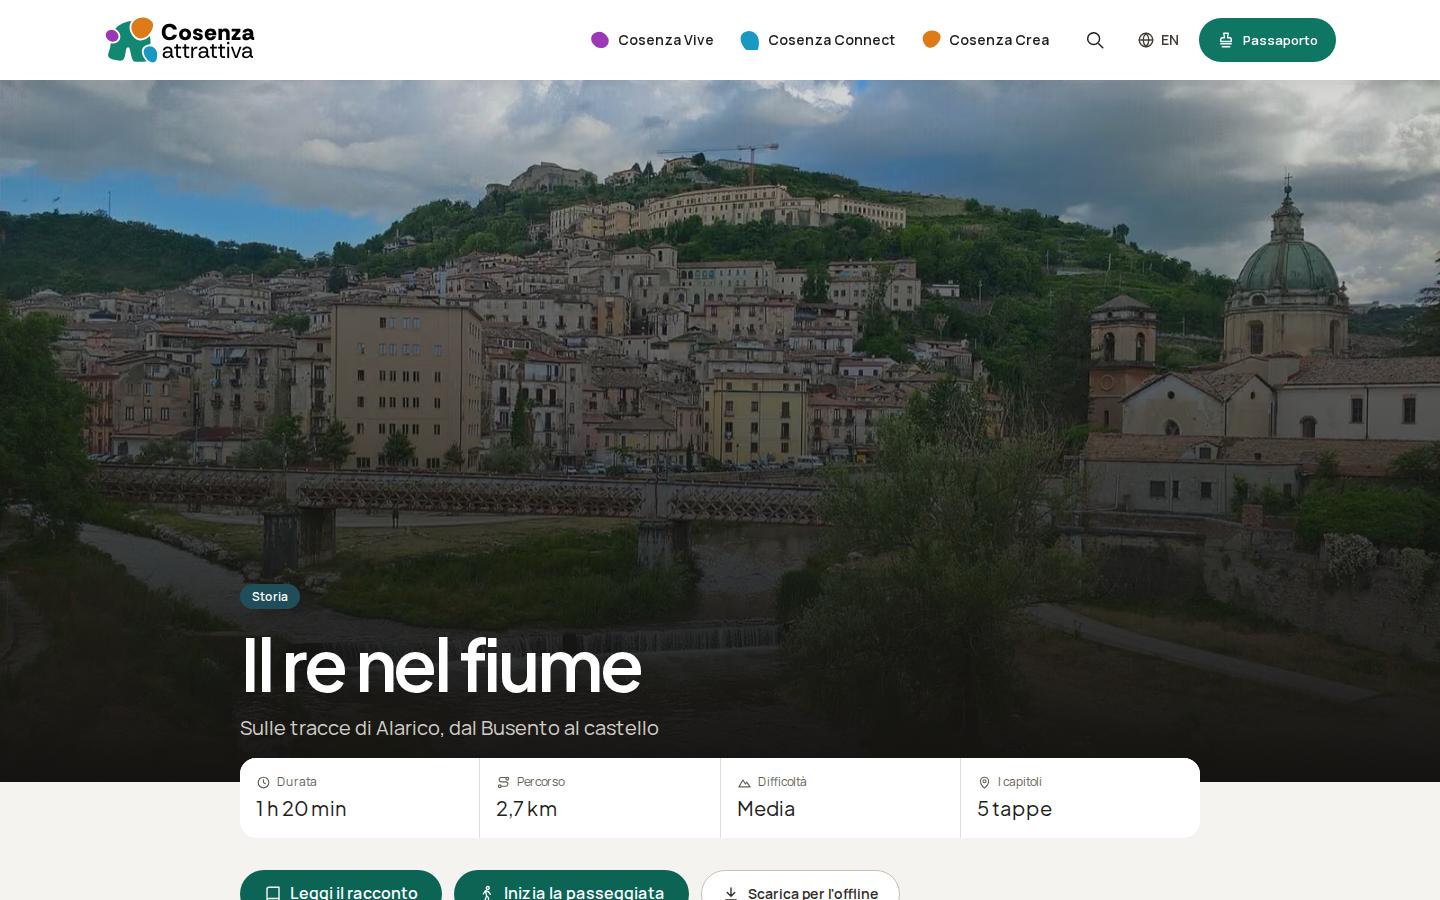 Cosenza
attrattiva
Cosenza Vive
Cosenza Connect
Cosenza Crea
EN
Passaporto
Storia
Il re nel fiume
Sulle tracce di Alarico, dal Busento al castello
Durata
1 h 20 min
Percorso
2,7 km
Difficoltà
Media
I capitoli
5 tappe
Leggi il racconto
Inizia la passeggiata
Scarica per l'offline